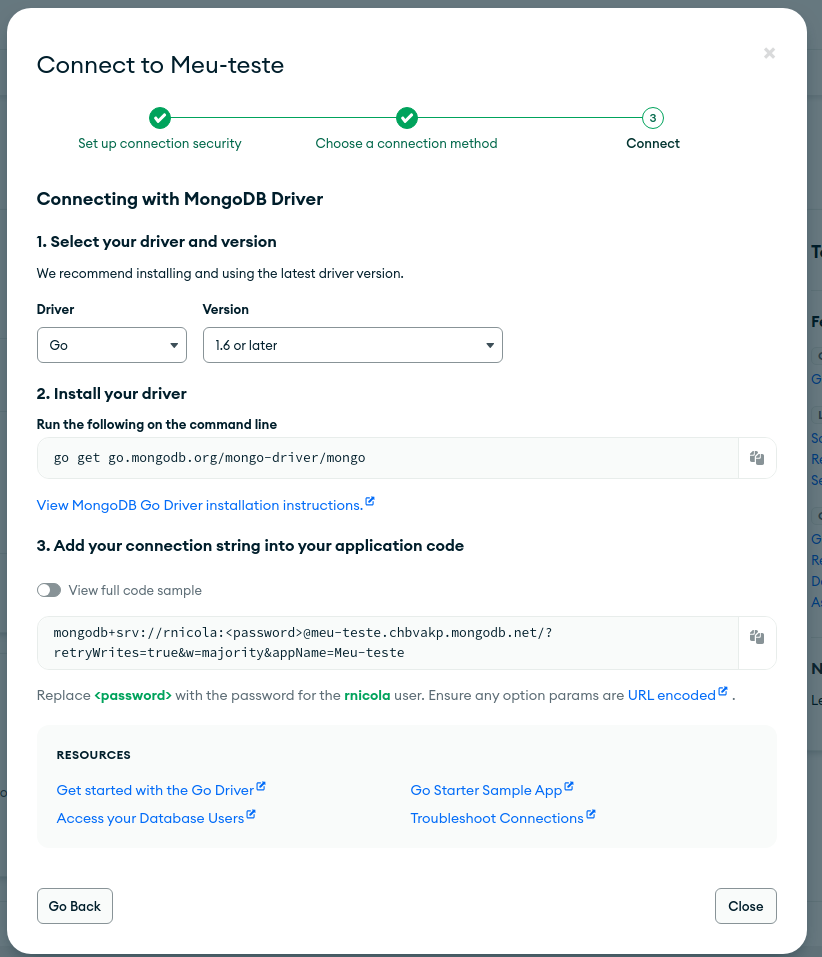 Connect to Meu-teste
Set up connection security
Choose a connection method
3
Connect
Connecting with MongoDB Driver
1. Select your driver and version
We recommend installing and using the latest driver version.
Driver
Version
Go
1.6 or later
2. Install your driver
Run the following on the command line
go get go.mongodb.org/mongo-driver/mongo
View MongoDB Go Driver installation instructions.
3. Add your connection string into your application code
View full code sample
mongodb+srv://rnicola:<password>@meu-teste.chbvakp.mongodb.net/?
retryWrites=true&w=majority&appName=Meu-teste
Replace <password> with the password for the rnicola user. Ensure any option params are URL encoded .
RESOURCES
Get started with the Go Driver
Go Starter Sample App
Access your Database Users
Troubleshoot Connections
Go Back
Close